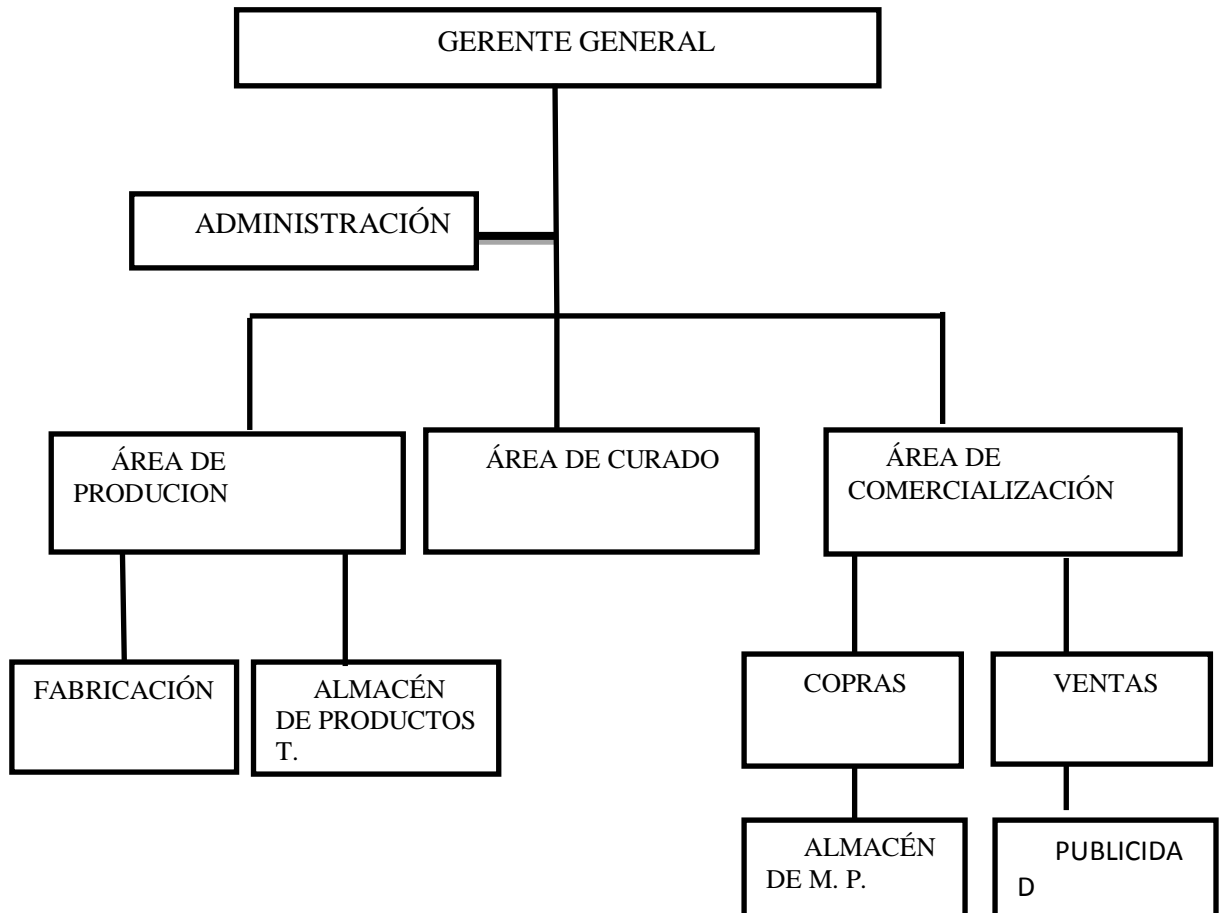 GERENTE GENERAL
ADMINISTRACIÓN
ÁREA DE
PRODUCION
ÁREA DE CURADO
ÁREA DE
COMERCIALIZACIÓN
FABRICACIÓN
ALMACÉN
DE PRODUCTOS
T.
COPRAS
VENTAS
ALMACÉN
DE M. P.
PUBLICIDA
D